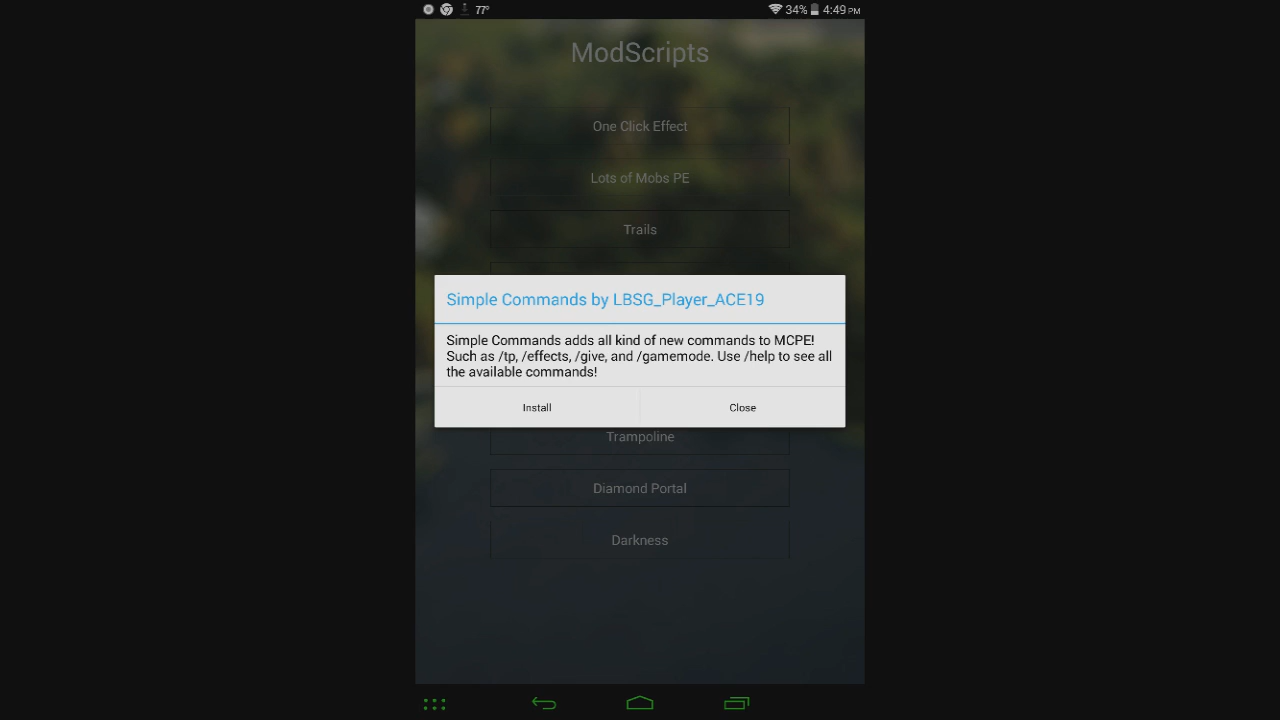 77°
34%
4:49 PM
ModScripts
One Click Effect
Lots of Mobs PE
Trails
Simple Commands by LBSG_Player_ACE19
Simple Commands adds all kind of new commands to MCPE!
Such as /tp, /effects, /give, and /gamemode. Use /help to see all
the available commands!
Install
Close
Trampoline
Diamond Portal
Darkness